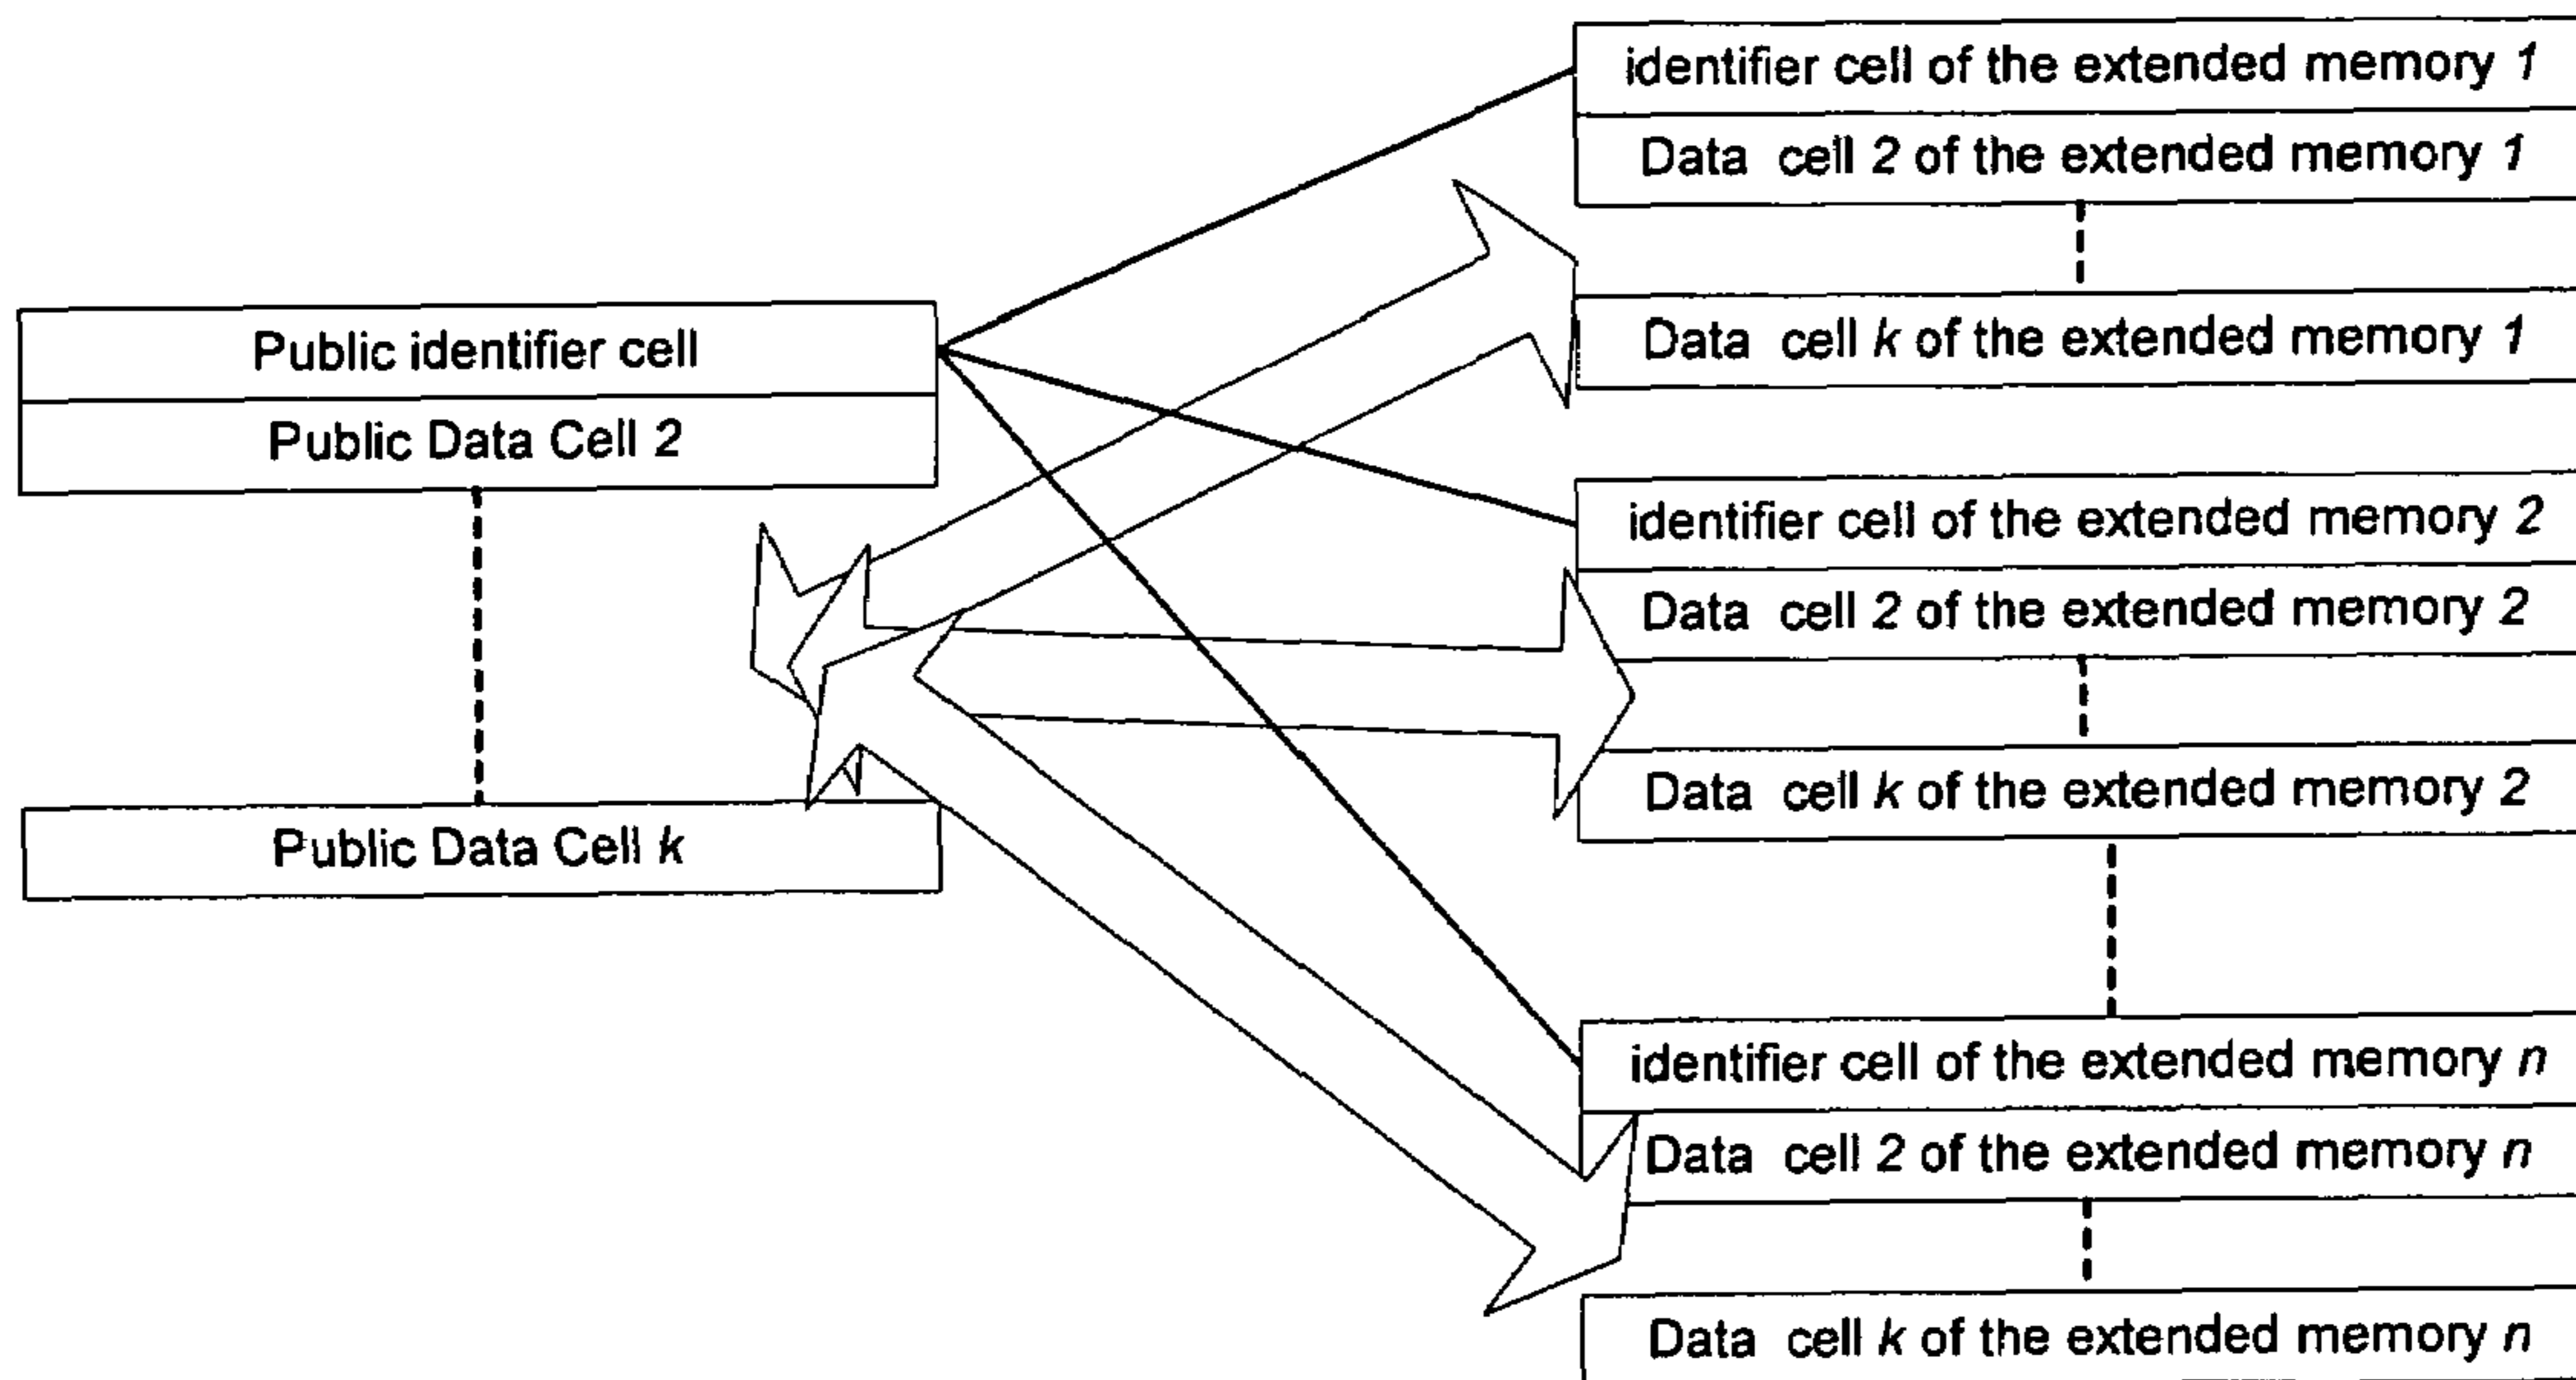 Public identifier cell
Public Data Cell 2
Public Data Cell k
identifier cell of the extended memory 1
Data cell 2 of the extended memory 1
Data cell k of the extended memory 1
identifier cell of the extended memory 2
Data cell 2 of the extended memory 2
Data cell k of the extended memory 2
identifier cell of the extended memory n
Data cell 2 of the extended memory n
Data cell k of the extended memory n